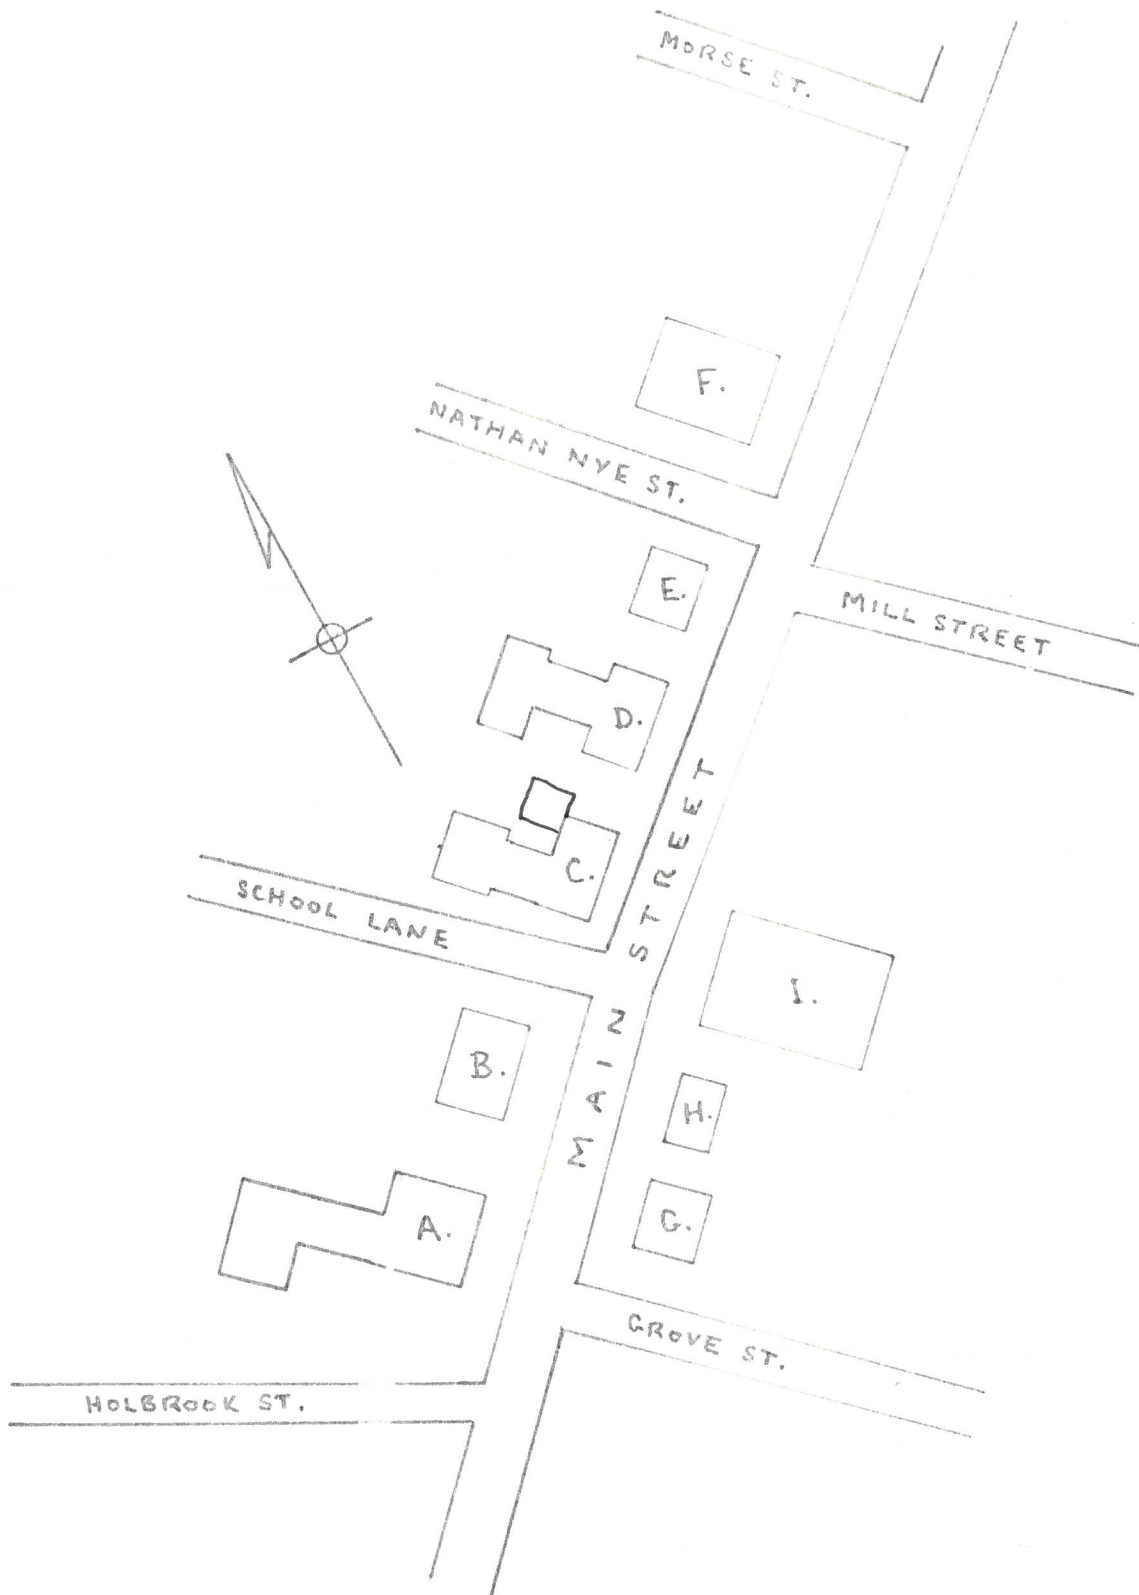 MORSE ST.
F.
NATHAN NYE ST.
E.
MILL STREET
D.
C.
SCHOOL LANE
MAIN STREET
I.
B.
H.
A.
G.
GROVE ST.
HOLBROOK ST.